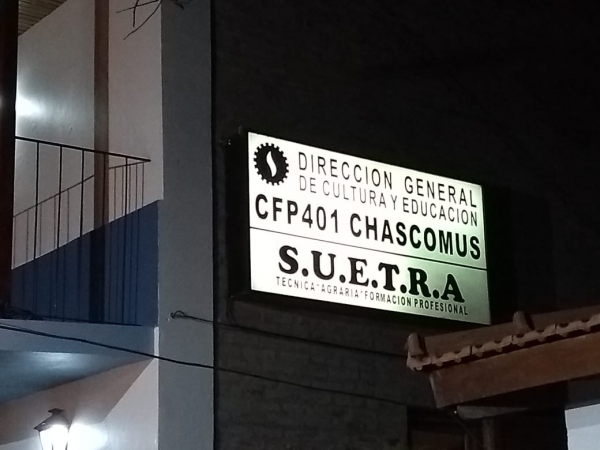 DIRECCION GENERAL
DE CULTURA Y EDUCACION
CFP401 CHASCOMUS
S.U.E.T.R.A
TECNICA*AGRARIA*FORMACION PROFESIONAL